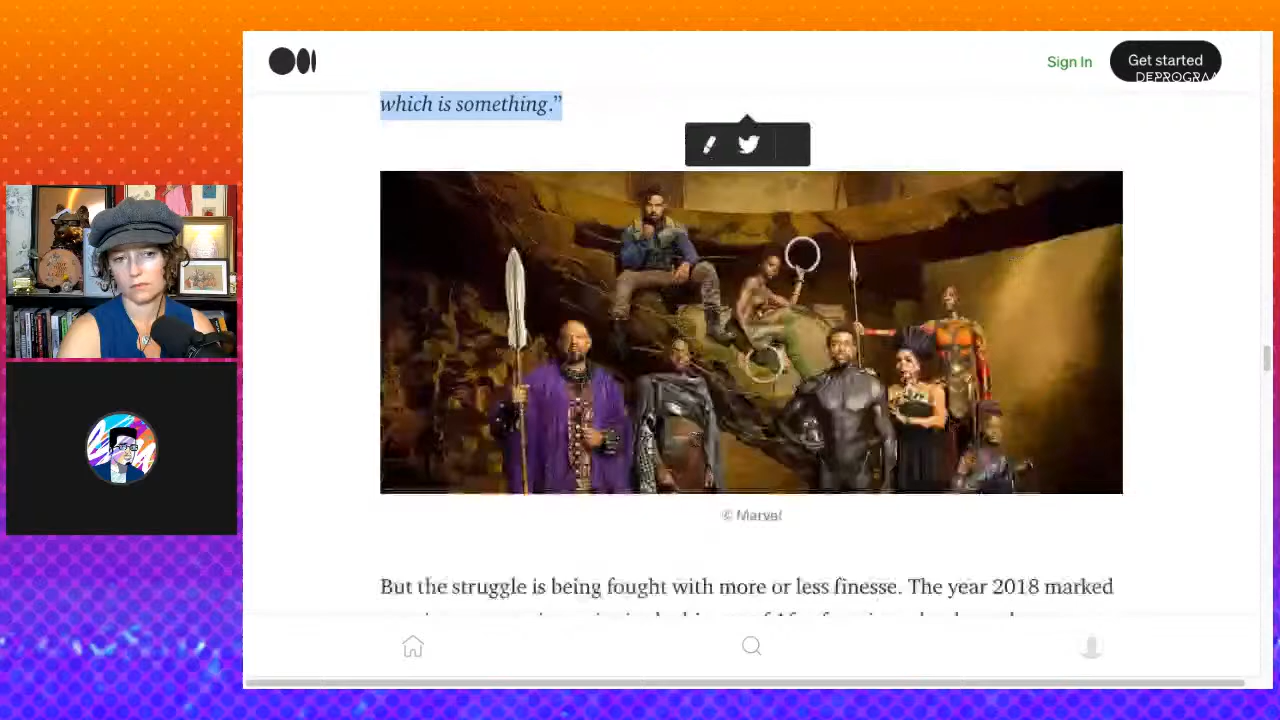 Sign In
Get started
DEPROGRA
which is something.”
© Marvel
But the struggle is being fought with more or less finesse. The year 2018 marked